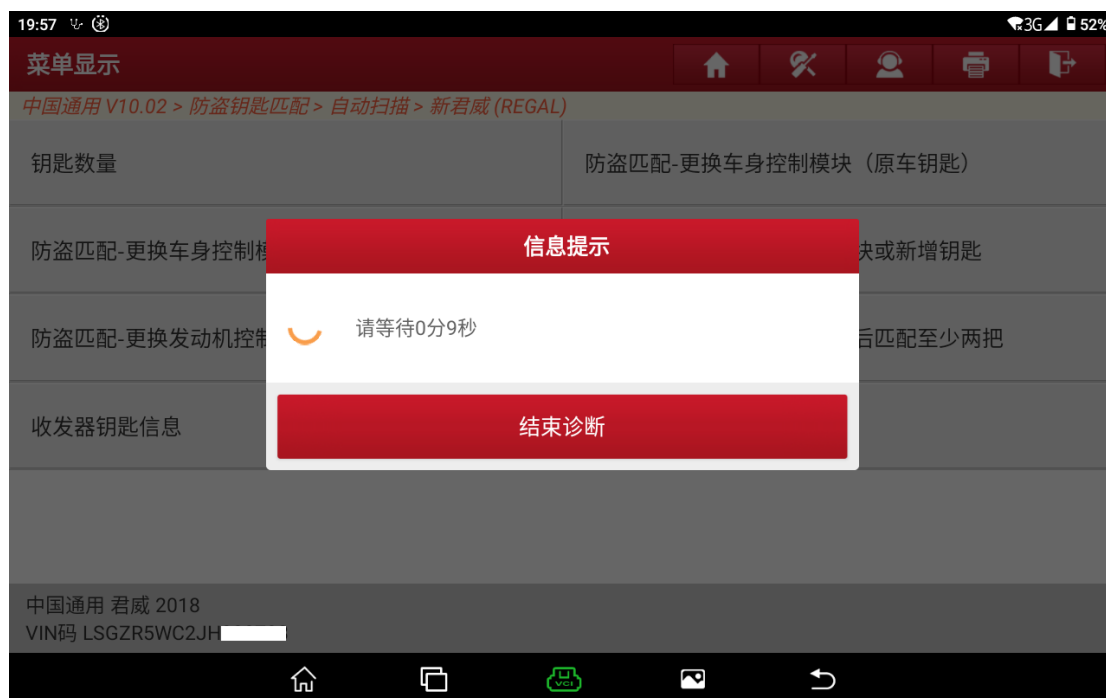 19:57
3G 52%
菜单显示
中国通用 V10.02 > 防盗钥匙匹配 > 自动扫描 > 新君威 (REGAL)
钥匙数量
防盗匹配-更换车身控制模块（原车钥匙）
防盗匹配-更换车身控制
信息提示
或新增钥匙
请等待0分9秒
防盗匹配-更换发动机控制
后匹配至少两把
收发器钥匙信息
结束诊断
中国通用 君威 2018
VIN码 LSGZR5WC2JH
VCI